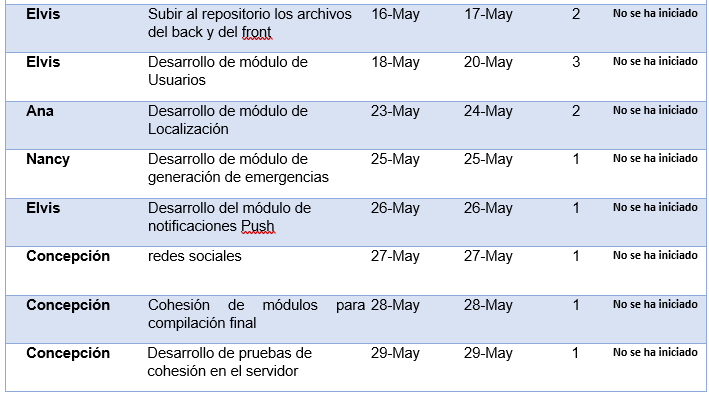 Elvis Subir al repositorio los archivos 16-May 17-May 2 No se ha iniciado
del back y del front
Elvis Desarrollo de módulo de 18-May 20-May 3 No se ha iniciado
Usuarios
Ana Desarrollo de módulo de 23-May 24-May 2 No se ha iniciado
Localización
Nancy Desarrollo de módulo de 25-May 25-May 1 No se ha iniciado
generación de emergencias
Elvis Desarrollo del módulo de 26-May 26-May 1 No se ha iniciado
notificaciones Push
Concepción redes sociales 27-May 27-May 1 No se ha iniciado
Concepción Cohesión de módulos para 28-May 28-May 1 No se ha iniciado
compilación final
Concepción Desarrollo de pruebas de 29-May 29-May 1 No se ha iniciado
cohesión en el servidor